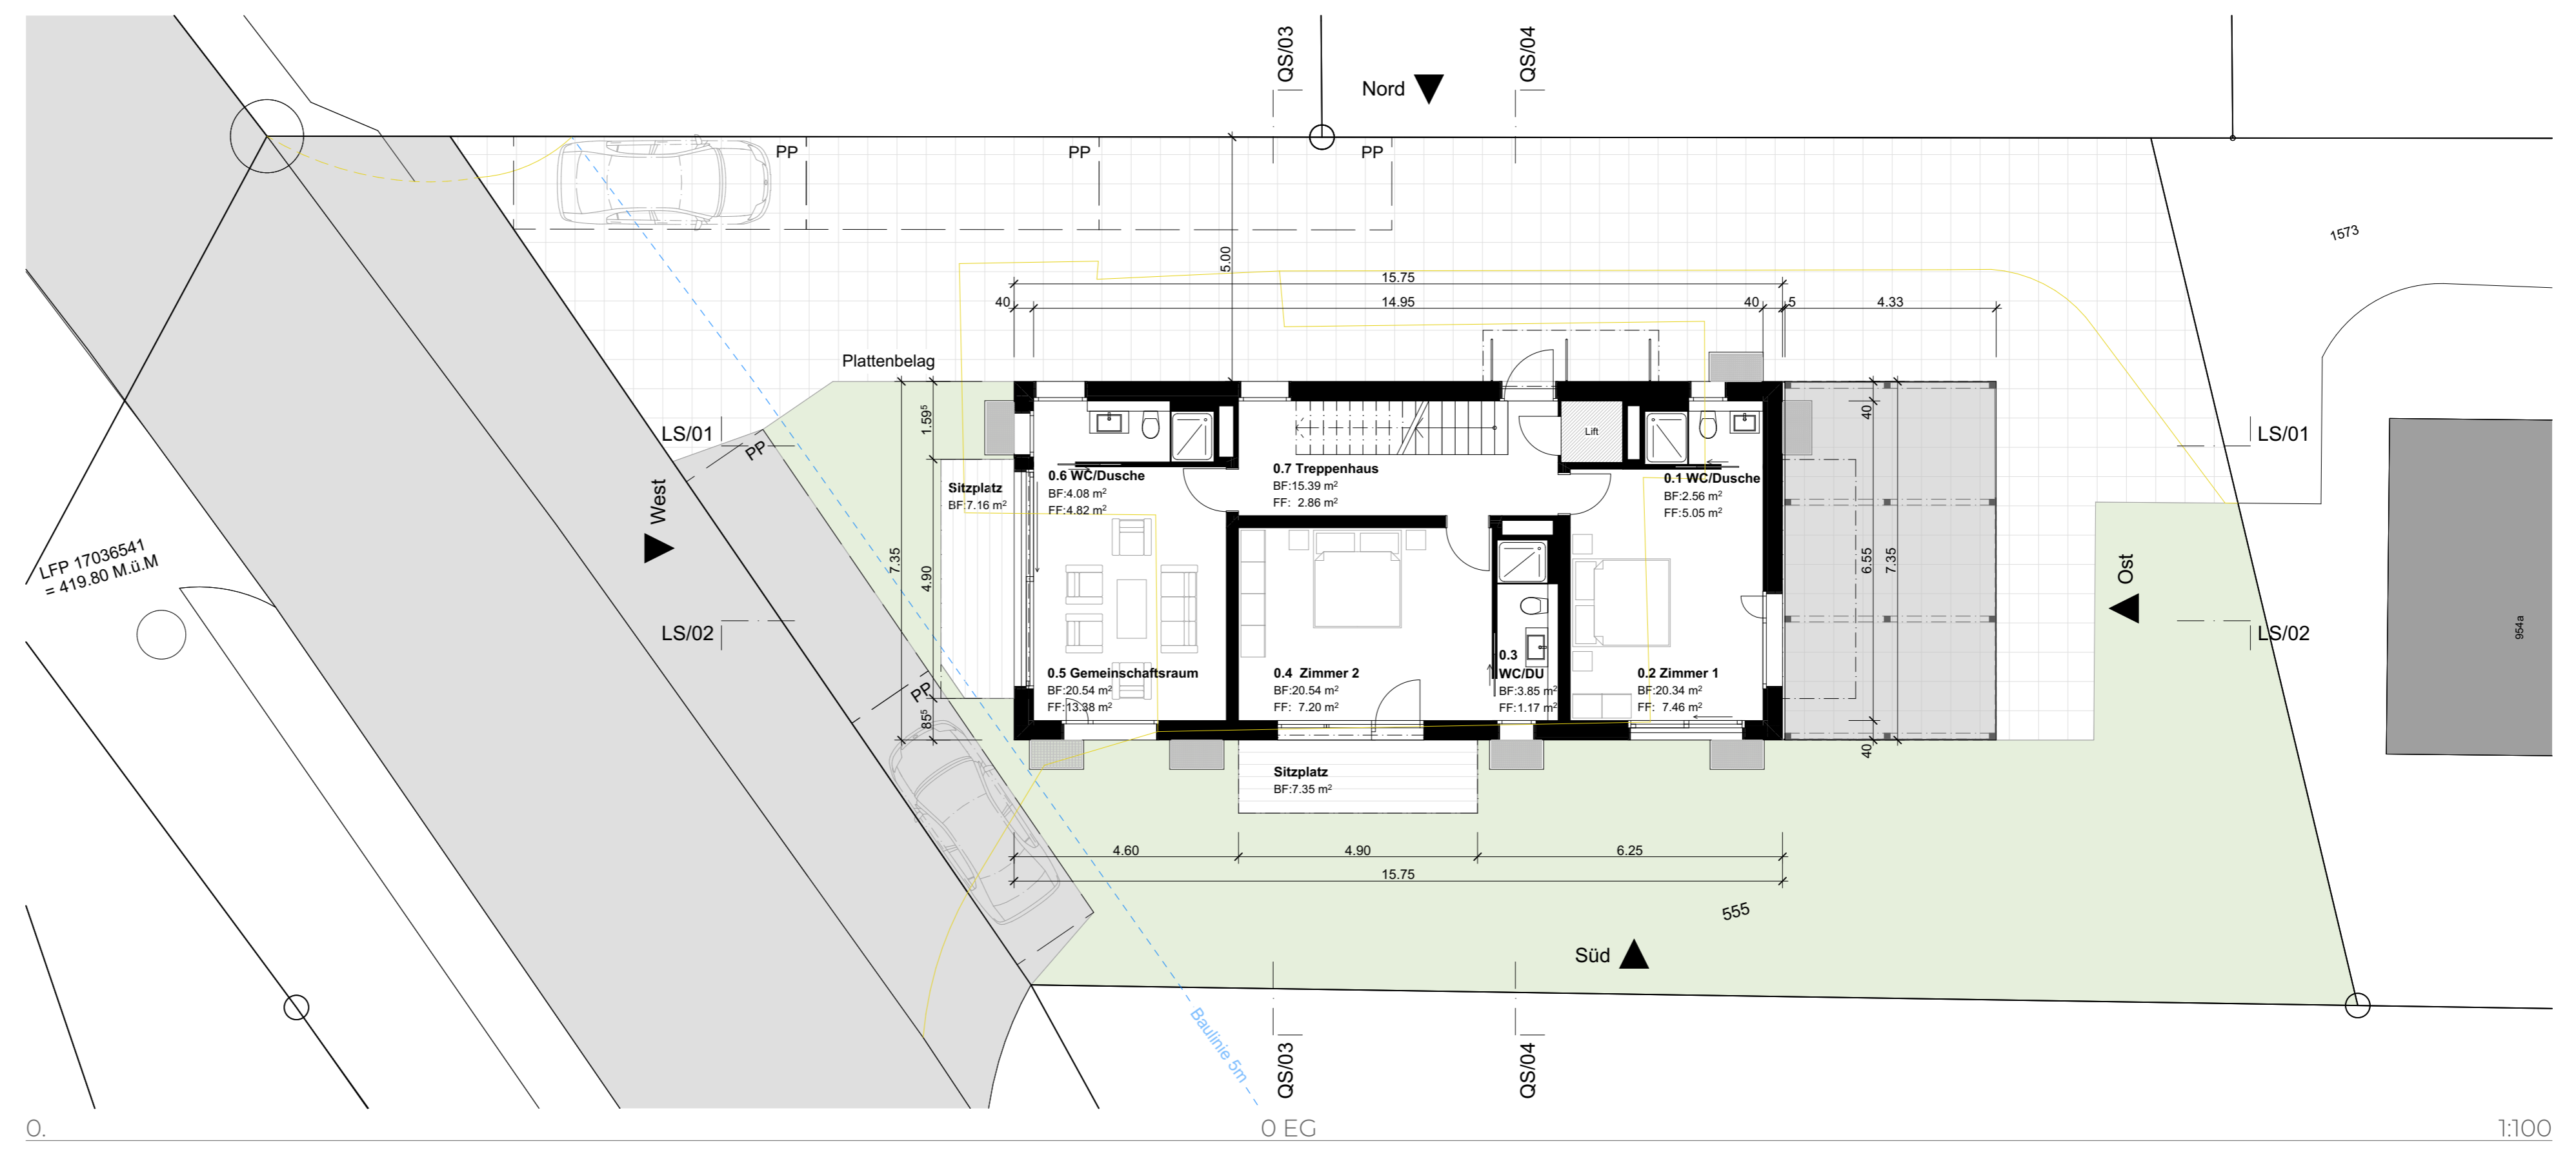 QS/03
QS/04
Nord
PP
PP
PP
1573
5.00
15.75
40
14.95
40
5
4.33
Plattenbelag
1.59⁵
40
LS/01
LS/01
PP
Lift
West
Sitzplatz
BF:7.16 m²
0.6 WC/Dusche
BF:4.08 m²
FF:4.82 m²
0.7 Treppenhaus
BF:15.39 m²
FF: 2.86 m²
0.1 WC/Dusche
BF:2.56 m²
FF:5.05 m²
LFP 17036541
= 419.80 M.ü.M
7.35
4.90
6.55
7.35
Ost
954a
LS/02
LS/02
PP
0.5 Gemeinschaftsraum
BF:20.54 m²
FF:13.38 m²
0.4 Zimmer 2
BF:20.54 m²
FF: 7.20 m²
0.3
WC/DU
BF:3.85 m²
FF:1.17 m²
0.2 Zimmer 1
BF:20.34 m²
FF: 7.46 m²
85⁵
40
Sitzplatz
BF:7.35 m²
4.60
4.90
6.25
15.75
555
Süd
Baulinie 5m
QS/03
QS/04
0.
0 EG
1:100